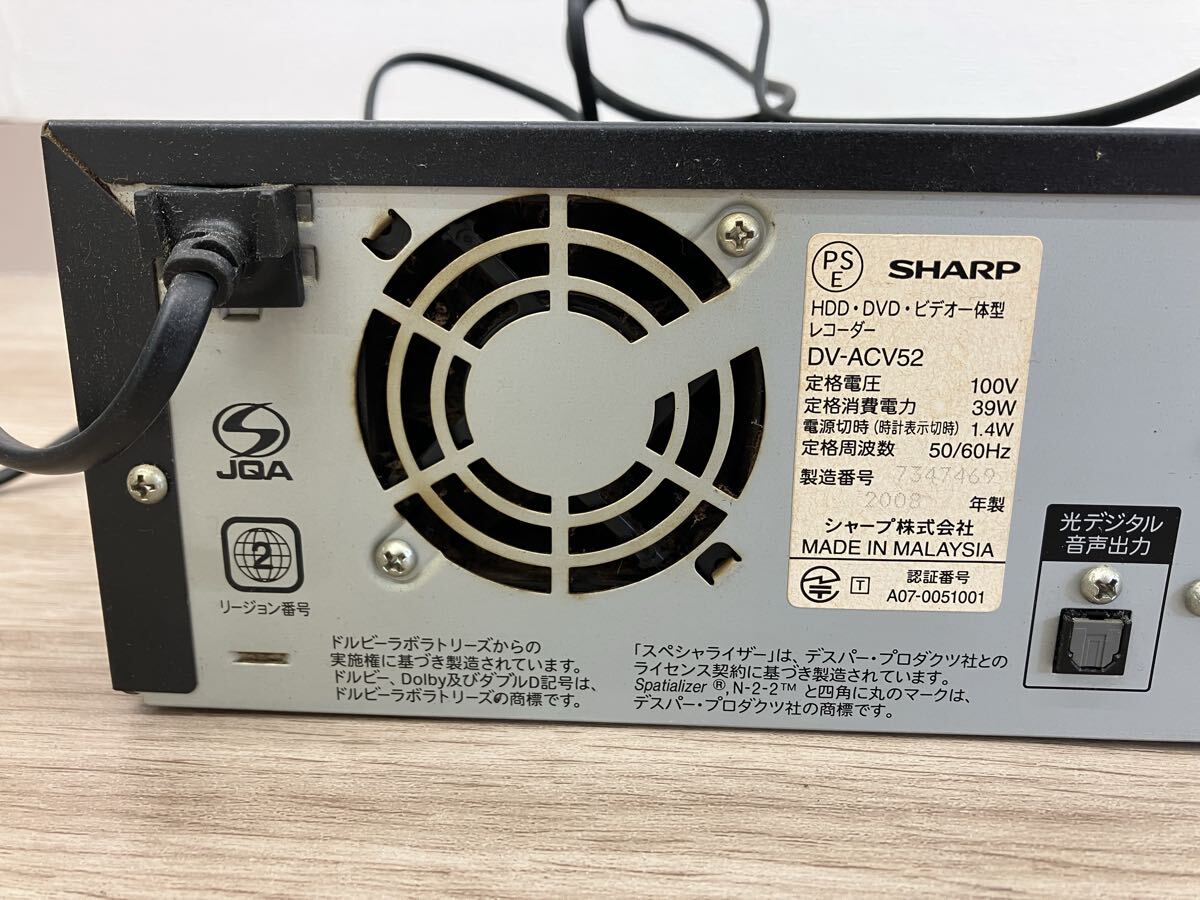 PS
E
SHARP
HDD・DVD・ビデオ一体型
レコーダー
DV-ACV52
定格電圧 100V
定格消費電力 39W
電源切時(時計表示切時) 1.4W
定格周波数 50/60Hz
製造番号 7347469
2008 年製
シャープ株式会社
MADE IN MALAYSIA
T 認証番号
A07-0051001
JQA
2
リージョン番号
光デジタル
音声出力
ドルビーラボラトリーズからの
実施権に基づき製造されています。
ドルビー、Dolby及びダブルD記号は、
ドルビーラボラトリーズの商標です。
「スペシャライザー」は、デスパー・プロダクツ社との
ライセンス契約に基づき製造されています。
Spatializer ®, N-2-2™ と四角に丸のマークは、
デスパー・プロダクツ社の商標です。